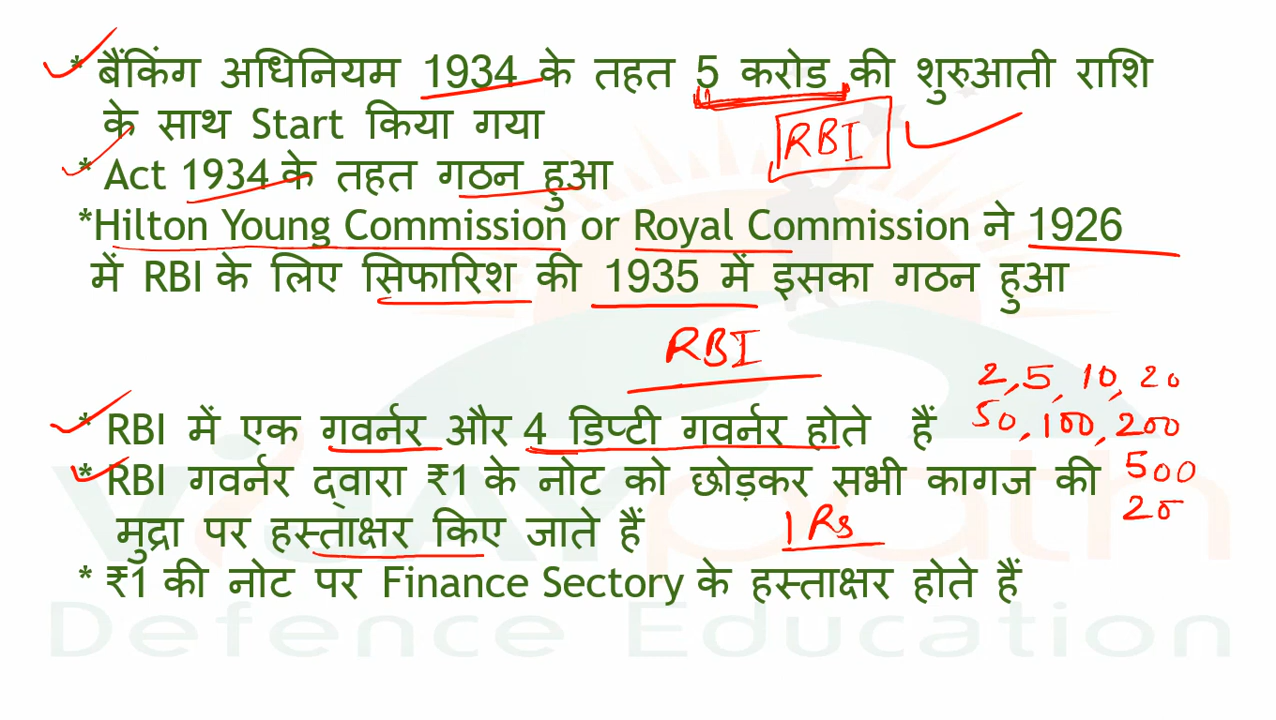 * बैंकिंग अधिनियम 1934 के तहत 5 करोड की शुरुआती राशि
के साथ Start किया गया
RBI
* Act 1934 के तहत गठन हुआ
*Hilton Young Commission or Royal Commission ने 1926
में RBI के लिए सिफारिश की 1935 में इसका गठन हुआ
RBI
2, 5, 10, 20
* RBI में एक गवर्नर और 4 डिप्टी गवर्नर होते हैं
50, 100, 200
* RBI गवर्नर द्वारा ₹1 के नोट को छोड़कर सभी कागज की
500
मुद्रा पर हस्ताक्षर किए जाते हैं
1 Rs
20
* ₹1 की नोट पर Finance Sectory के हस्ताक्षर होते हैं
Defence Education